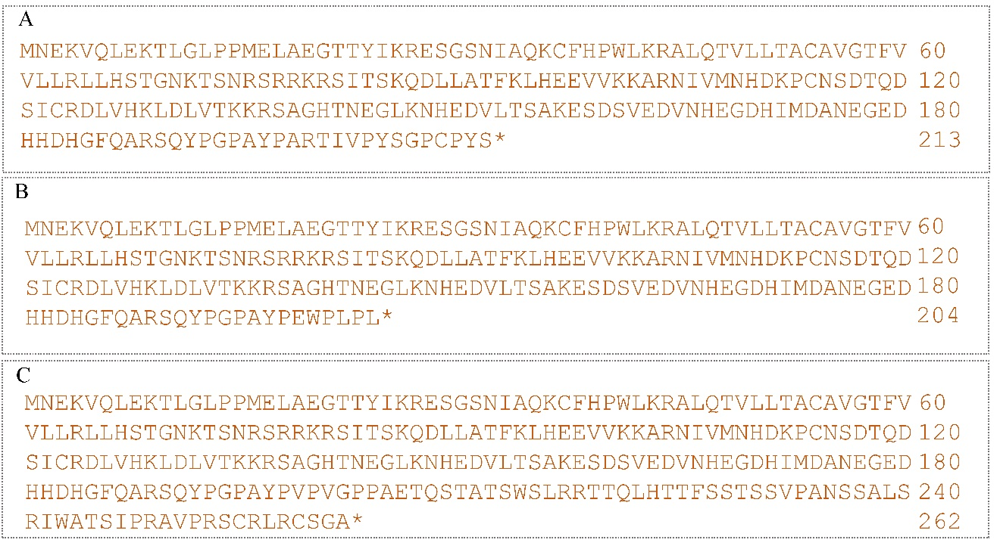 A
MNEKVQLEKTLGLPPMELAEGTTYIKRESGSNIAQKCFHPWLKRALQTVLLTACAVGTFV 60
VLLRLLHSTGNKTSNRSRRKRSITSKQDLLATFKLHEEVVKKARNIVMNHDKPCNSDTQD 120
SICRDLVHKLDLVTKKRSAGHTNEGLKNHEDVLTSAKESDSVEDVNHEGDHIMDANEGED 180
HHDHGFQARSQYPGPAYPARTIVPYSGPCPYS* 213
B
MNEKVQLEKTLGLPPMELAEGTTYIKRESGSNIAQKCFHPWLKRALQTVLLTACAVGTFV 60
VLLRLLHSTGNKTSNRSRRKRSITSKQDLLATFKLHEEVVKKARNIVMNHDKPCNSDTQD 120
SICRDLVHKLDLVTKKRSAGHTNEGLKNHEDVLTSAKESDSVEDVNHEGDHIMDANEGED 180
HHDHGFQARSQYPGPAYPEWPLPL* 204
C
MNEKVQLEKTLGLPPMELAEGTTYIKRESGSNIAQKCFHPWLKRALQTVLLTACAVGTFV 60
VLLRLLHSTGNKTSNRSRRKRSITSKQDLLATFKLHEEVVKKARNIVMNHDKPCNSDTQD 120
SICRDLVHKLDLVTKKRSAGHTNEGLKNHEDVLTSAKESDSVEDVNHEGDHIMDANEGED 180
HHDHGFQARSQYPGPAYPVPVGPPAETQSTATSWSLRRTTQLHTTFSSTSSVPANSSALS 240
RIWATSIPRAVPRSCRLRCSGA* 262